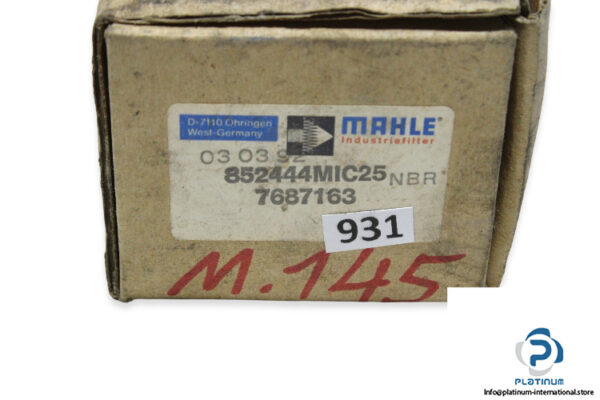 D-7110 Öhringen
West-Germany
MAHLE
Industriefilter
03 03 92
852444MIC25 NBR
7687163
931
M.145
PLATINUM
Info@platinum-international.store